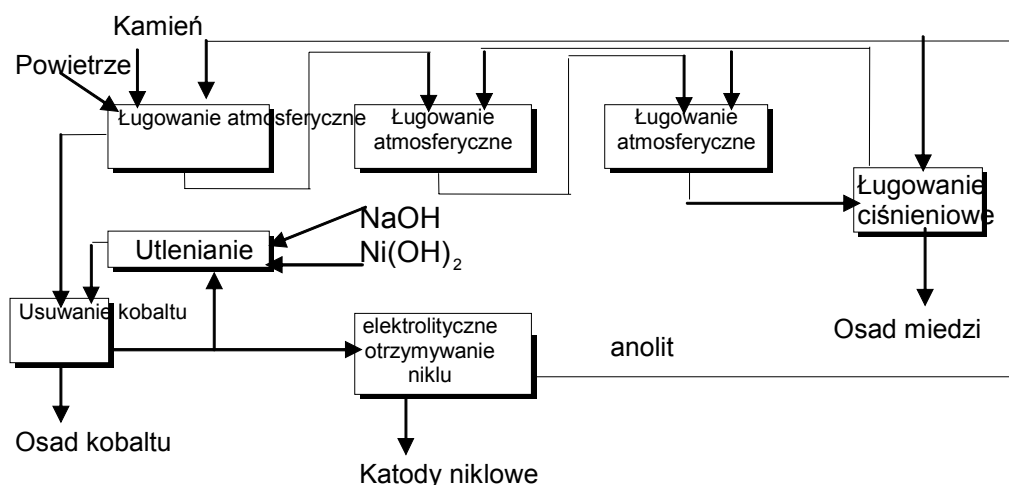 Kamień
Powietrze
Ługowanie atmosferyczne
Ługowanie
atmosferyczne
Ługowanie
atmosferyczne
Ługowanie
ciśnieniowe
NaOH
Ni(OH)₂
Utlenianie
Usuwanie kobaltu
elektrolityczne
otrzymywanie
niklu
anolit
Osad miedzi
Osad kobaltu
Katody niklowe